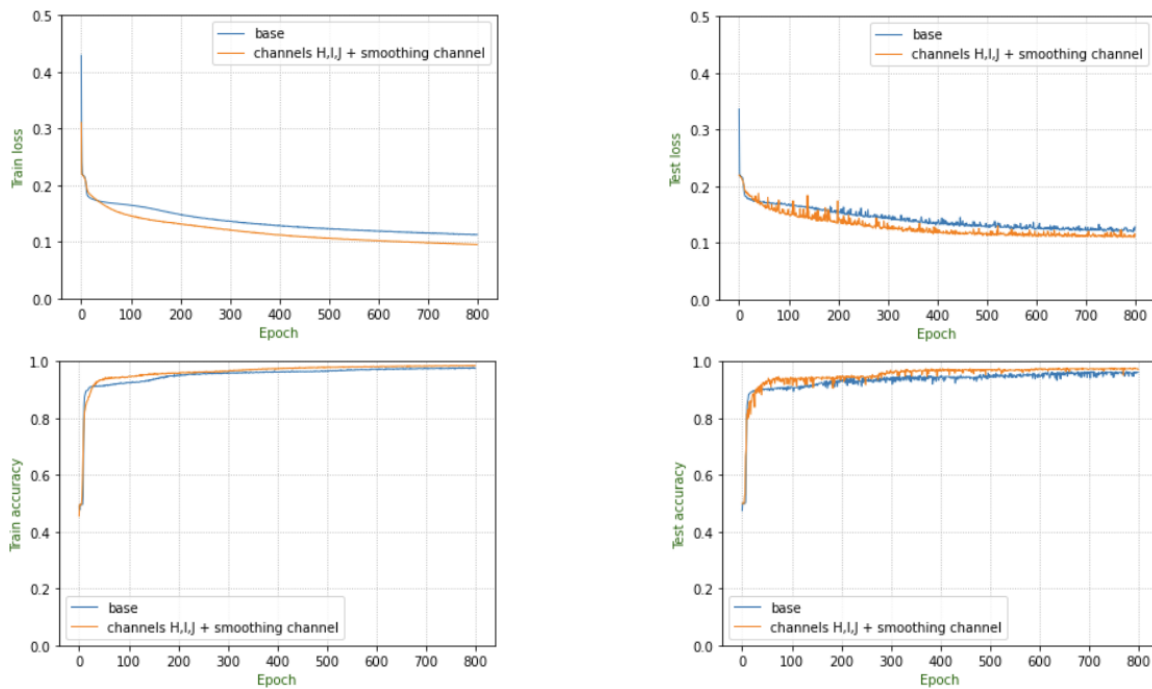 0.5
0.4
0.3
0.2
0.1
0.0
Train loss
base
channels H,I,J + smoothing channel
0 100 200 300 400 500 600 700 800
Epoch
0.5
0.4
0.3
0.2
0.1
0.0
Test loss
base
channels H,I,J + smoothing channel
0 100 200 300 400 500 600 700 800
Epoch
1.0
0.8
0.6
0.4
0.2
0.0
Train accuracy
base
channels H,I,J + smoothing channel
0 100 200 300 400 500 600 700 800
Epoch
1.0
0.8
0.6
0.4
0.2
0.0
Test accuracy
base
channels H,I,J + smoothing channel
0 100 200 300 400 500 600 700 800
Epoch